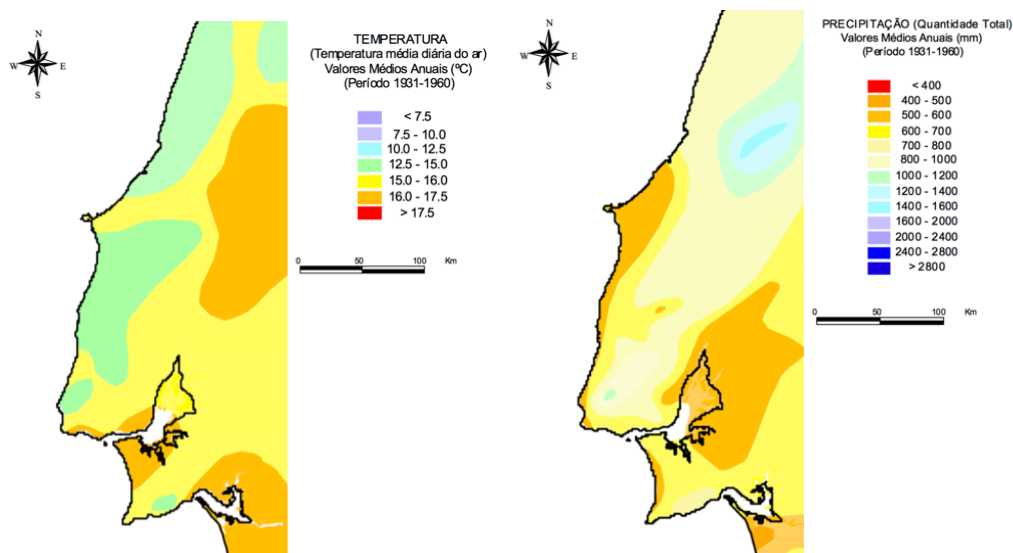 N
W E
S
TEMPERATURA
(Temperatura média diária do ar)
Valores Médios Anuais (ºC)
(Período 1931-1960)
< 7.5
7.5 - 10.0
10.0 - 12.5
12.5 - 15.0
15.0 - 16.0
16.0 - 17.5
> 17.5
0 50 100 Km
N
W E
S
PRECIPITAÇÃO (Quantidade Total)
Valores Médios Anuais (mm)
(Período 1931-1960)
< 400
400 - 500
500 - 600
600 - 700
700 - 800
800 - 1000
1000 - 1200
1200 - 1400
1400 - 1600
1600 - 2000
2000 - 2400
2400 - 2800
> 2800
0 50 100 Km